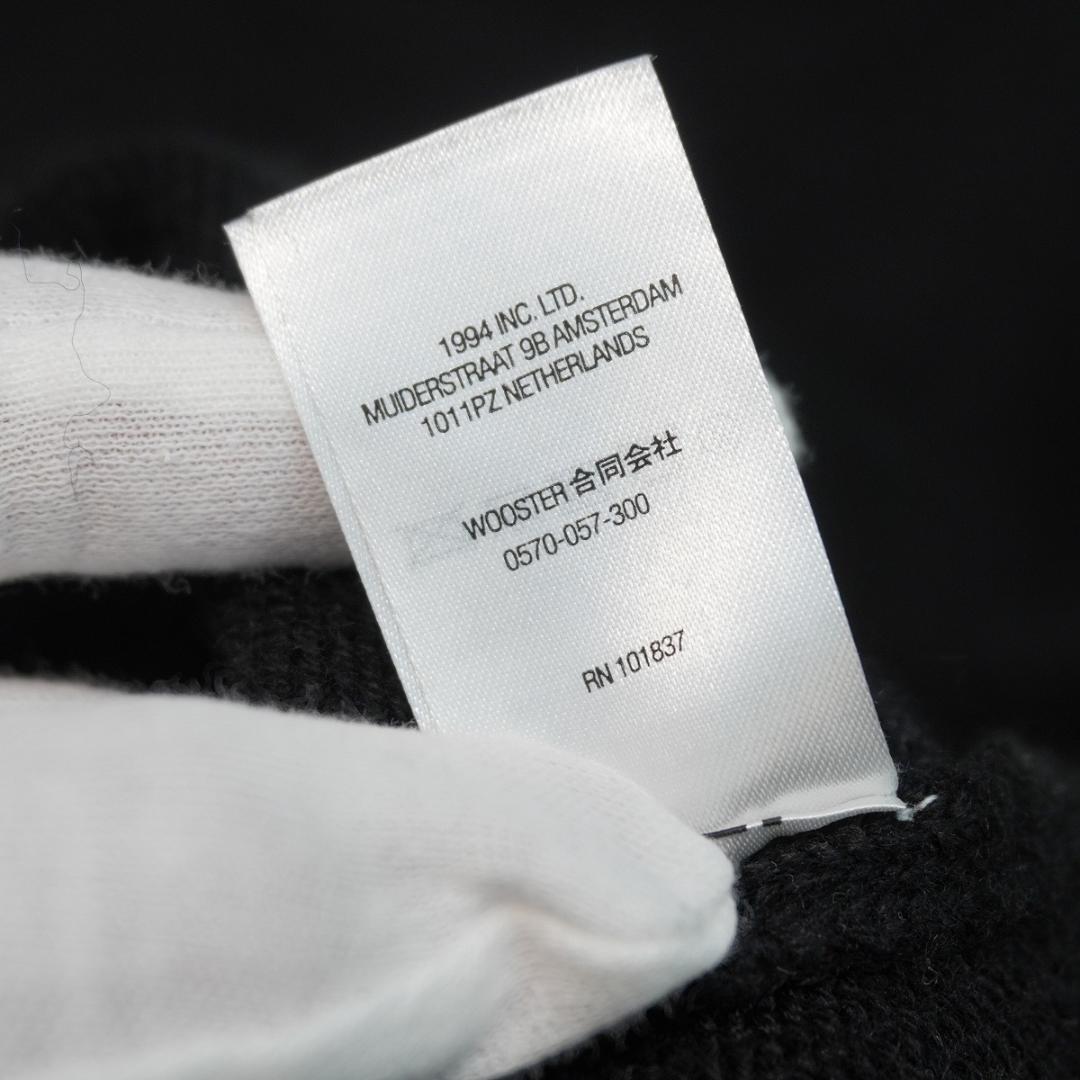 1994 INC. LTD.
MUIDERSTRAAT 9B AMSTERDAM
1011PZ NETHERLANDS
WOOSTER 合同会社
0570-057-300
RN 101837